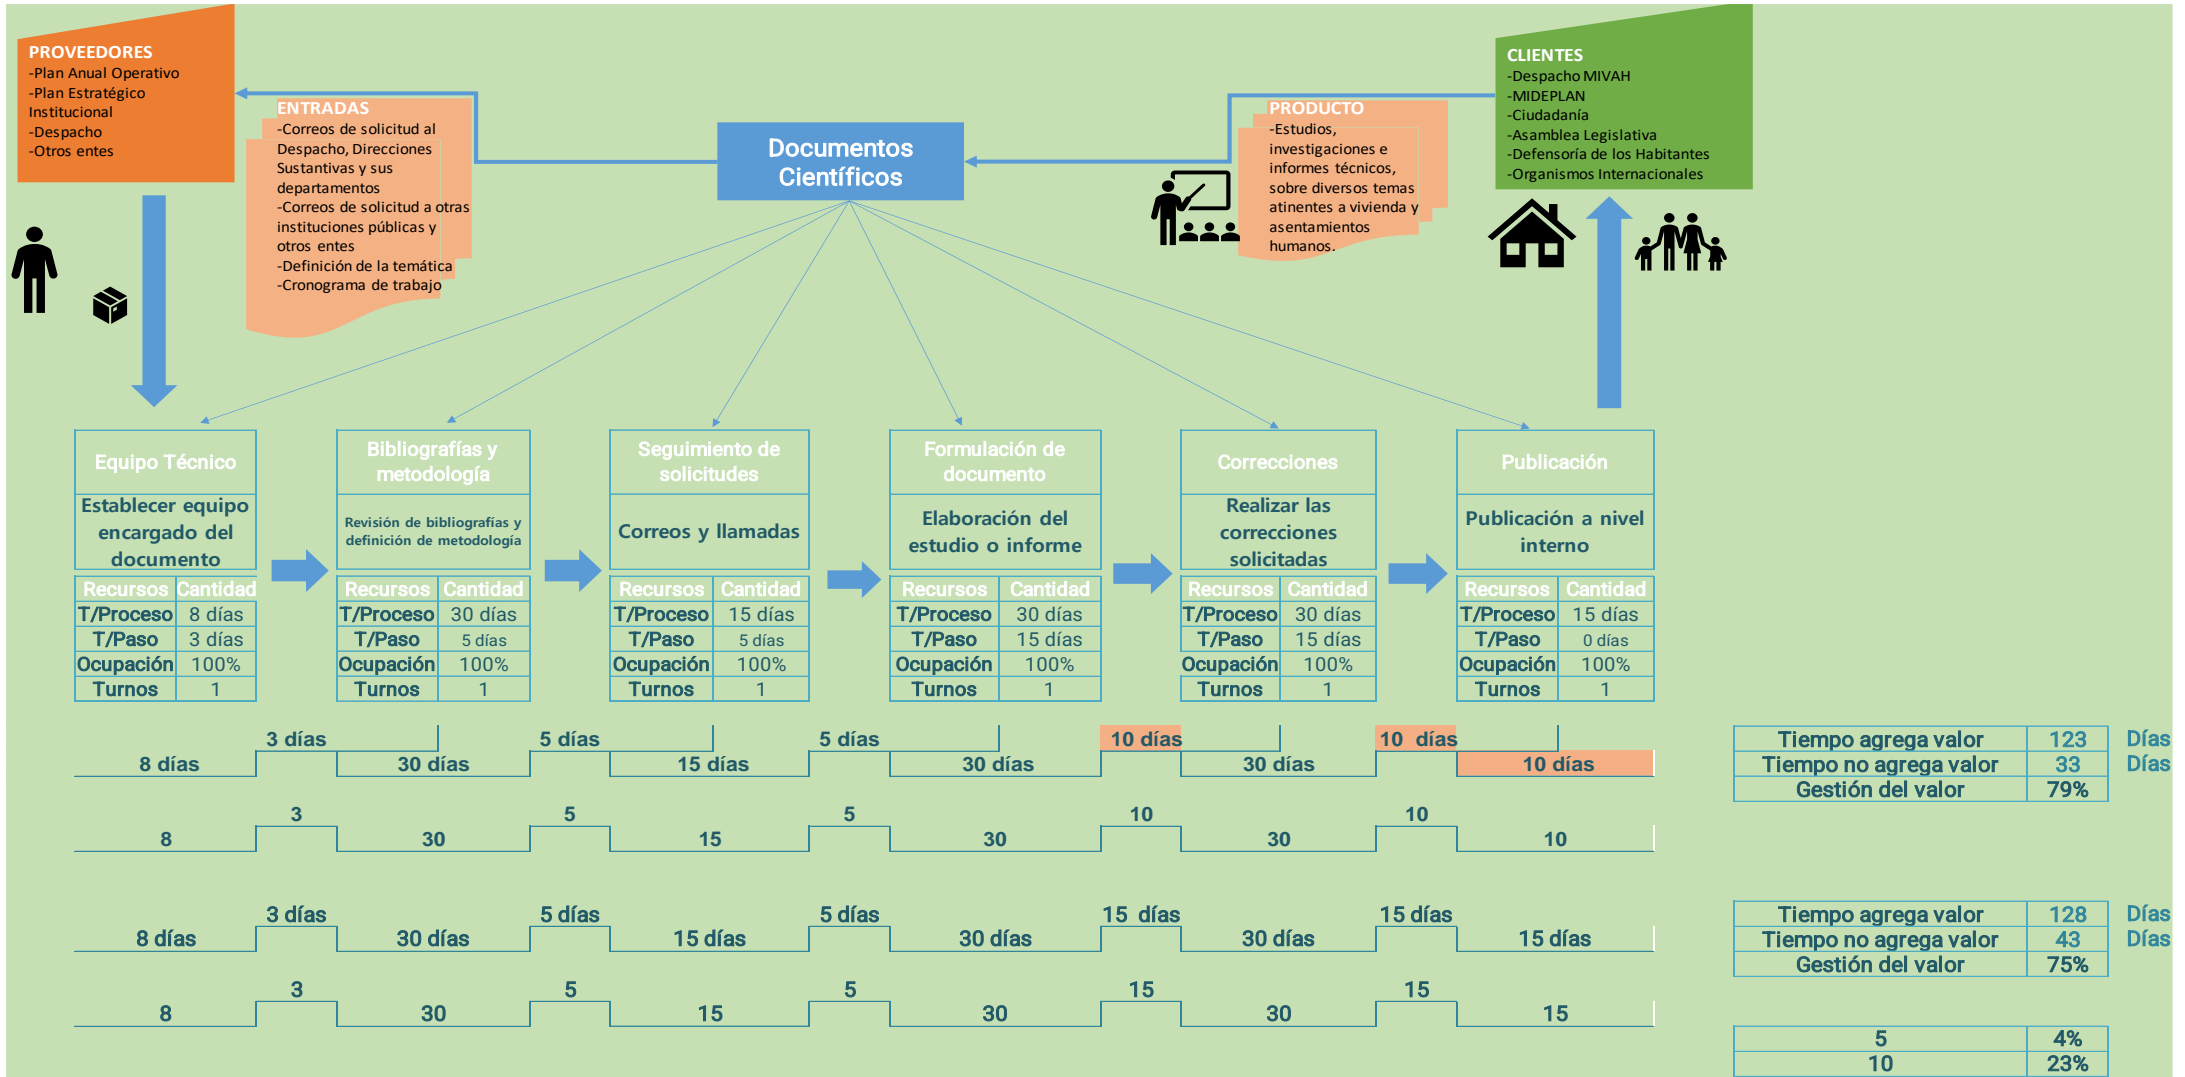 PROVEEDORES
-Plan Anual Operativo
-Plan Estratégico
Institucional
-Despacho
-Otros entes
ENTRADAS
-Correos de solicitud al
Despacho, Direcciones
Sustantivas y sus
departamentos
-Correos de solicitud a otras
instituciones públicas y
otros entes
-Definición de la temática
-Cronograma de trabajo
Documentos
Científicos
PRODUCTO
-Estudios,
investigaciones e
informes técnicos,
sobre diversos temas
atinentes a vivienda y
asentamientos
humanos.
CLIENTES
-Despacho MIVAH
-MIDEPLAN
-Ciudadanía
-Asamblea Legislativa
-Defensoría de los Habitantes
-Organismos Internacionales
Equipo Técnico
Establecer equipo
encargado del
documento
Recursos Cantidad
T/Proceso 8 días
T/Paso 3 días
Ocupación 100%
Turnos 1
Bibliografías y
metodología
Revisión de bibliografías y
definición de metodología
Recursos Cantidad
T/Proceso 30 días
T/Paso 5 días
Ocupación 100%
Turnos 1
Seguimiento de
solicitudes
Correos y llamadas
Recursos Cantidad
T/Proceso 15 días
T/Paso 5 días
Ocupación 100%
Turnos 1
Formulación de
documento
Elaboración del
estudio o informe
Recursos Cantidad
T/Proceso 30 días
T/Paso 15 días
Ocupación 100%
Turnos 1
Correcciones
Realizar las
correcciones
solicitadas
Recursos Cantidad
T/Proceso 30 días
T/Paso 15 días
Ocupación 100%
Turnos 1
Publicación
Publicación a nivel
interno
Recursos Cantidad
T/Proceso 15 días
T/Paso 0 días
Ocupación 100%
Turnos 1
3 días 5 días 5 días 10 días 10 días
8 días 30 días 15 días 30 días 30 días 10 días
3 5 5 10 10
8 30 15 30 30 10
Tiempo agrega valor 123 Días
Tiempo no agrega valor 33 Días
Gestión del valor 79%
3 días 5 días 5 días 15 días 15 días
8 días 30 días 15 días 30 días 30 días 15 días
3 5 5 15 15
8 30 15 30 30 15
Tiempo agrega valor 128 Días
Tiempo no agrega valor 43 Días
Gestión del valor 75%
5 4%
10 23%